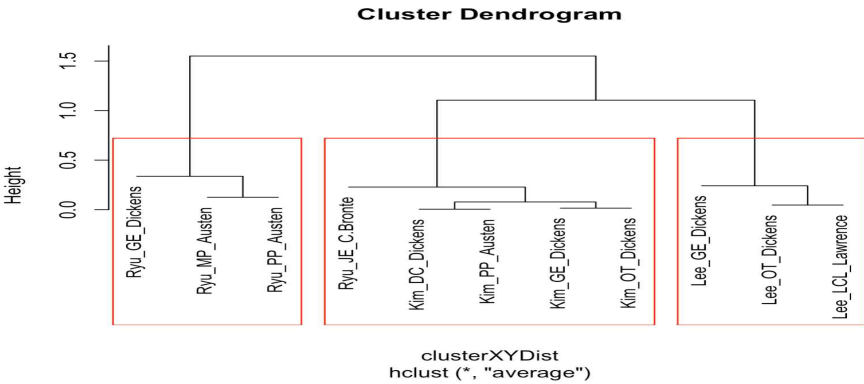 Cluster Dendrogram
Height
1.5
1.0
0.5
0.0
Ryu_GE_Dickens
Ryu_MP_Austen
Ryu_PP_Austen
Ryu_JE_C.Bronte
Kim_DC_Dickens
Kim_PP_Austen
Kim_GE_Dickens
Kim_OT_Dickens
Lee_GE_Dickens
Lee_OT_Dickens
Lee_LCL_Lawrence
clusterXYDist
hclust (*, "average")